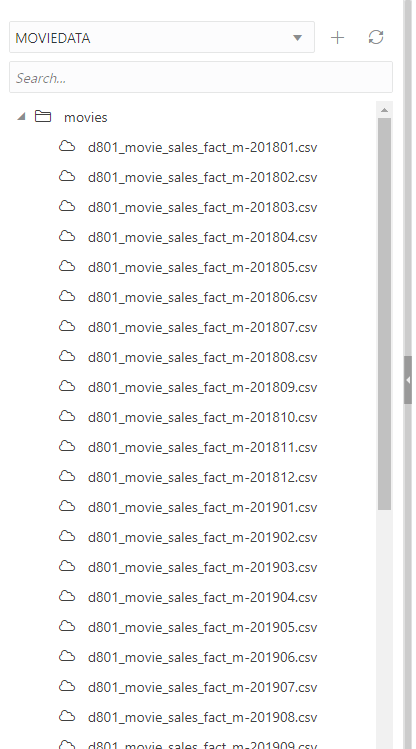 MOVIEDATA
Search...
movies
d801_movie_sales_fact_m-201801.csv
d801_movie_sales_fact_m-201802.csv
d801_movie_sales_fact_m-201803.csv
d801_movie_sales_fact_m-201804.csv
d801_movie_sales_fact_m-201805.csv
d801_movie_sales_fact_m-201806.csv
d801_movie_sales_fact_m-201807.csv
d801_movie_sales_fact_m-201808.csv
d801_movie_sales_fact_m-201809.csv
d801_movie_sales_fact_m-201810.csv
d801_movie_sales_fact_m-201811.csv
d801_movie_sales_fact_m-201812.csv
d801_movie_sales_fact_m-201901.csv
d801_movie_sales_fact_m-201902.csv
d801_movie_sales_fact_m-201903.csv
d801_movie_sales_fact_m-201904.csv
d801_movie_sales_fact_m-201905.csv
d801_movie_sales_fact_m-201906.csv
d801_movie_sales_fact_m-201907.csv
d801_movie_sales_fact_m-201908.csv
d801_movie_sales_fact_m-201909.csv